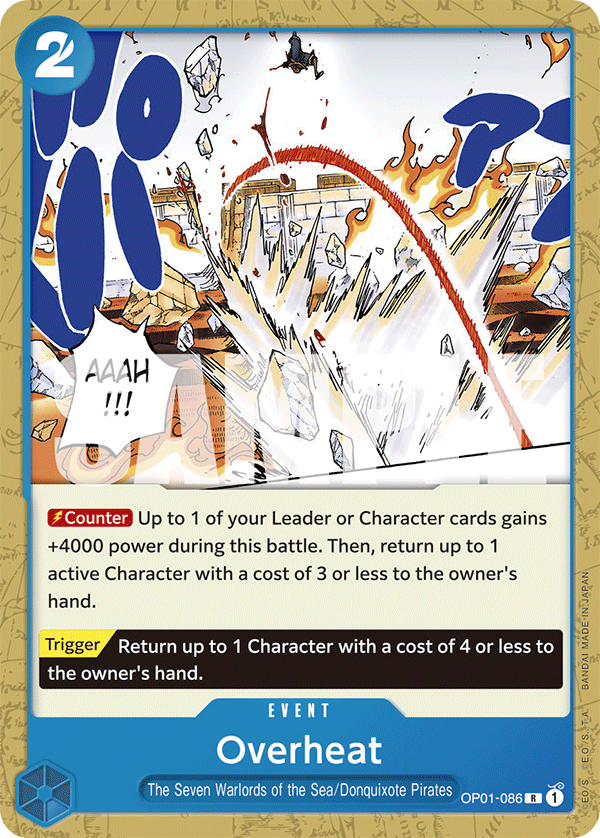 2
AAAH
!!!
SAMPLE
Counter Up to 1 of your Leader or Character cards gains
+4000 power during this battle. Then, return up to 1
active Character with a cost of 3 or less to the owner's
hand.
Trigger Return up to 1 Character with a cost of 4 or less to
the owner's hand.
EVENT
Overheat
The Seven Warlords of the Sea/Donquixote Pirates
OP01-086 R 1
BANDAI MADE IN JAPAN